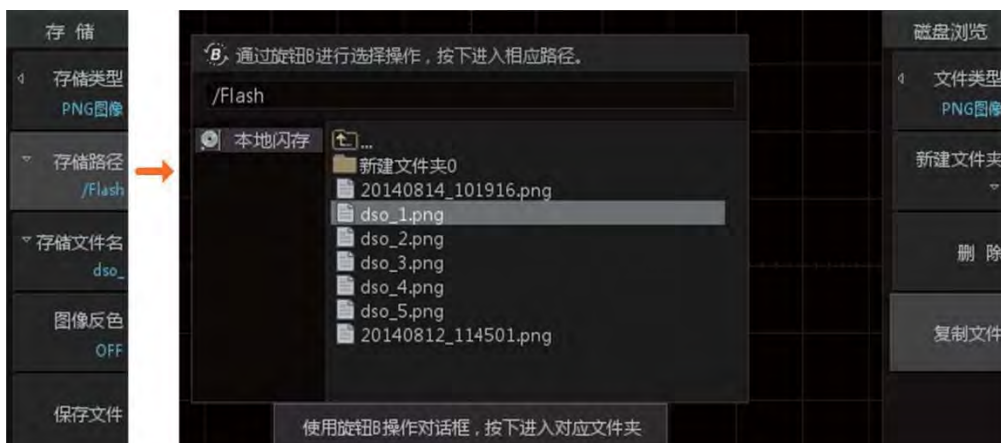 存 储
存储类型
PNG图像
存储路径
/Flash
存储文件名
dso_
图像反色
OFF
保存文件
B, 通过旋钮B进行选择操作，按下进入相应路径。
/Flash
本地闪存
...
新建文件夹0
20140814_101916.png
dso_1.png
dso_2.png
dso_3.png
dso_4.png
dso_5.png
20140812_114501.png
使用旋钮B操作对话框，按下进入对应文件夹
磁盘浏览
文件类型
PNG图像
新建文件夹
删 除
复制文件